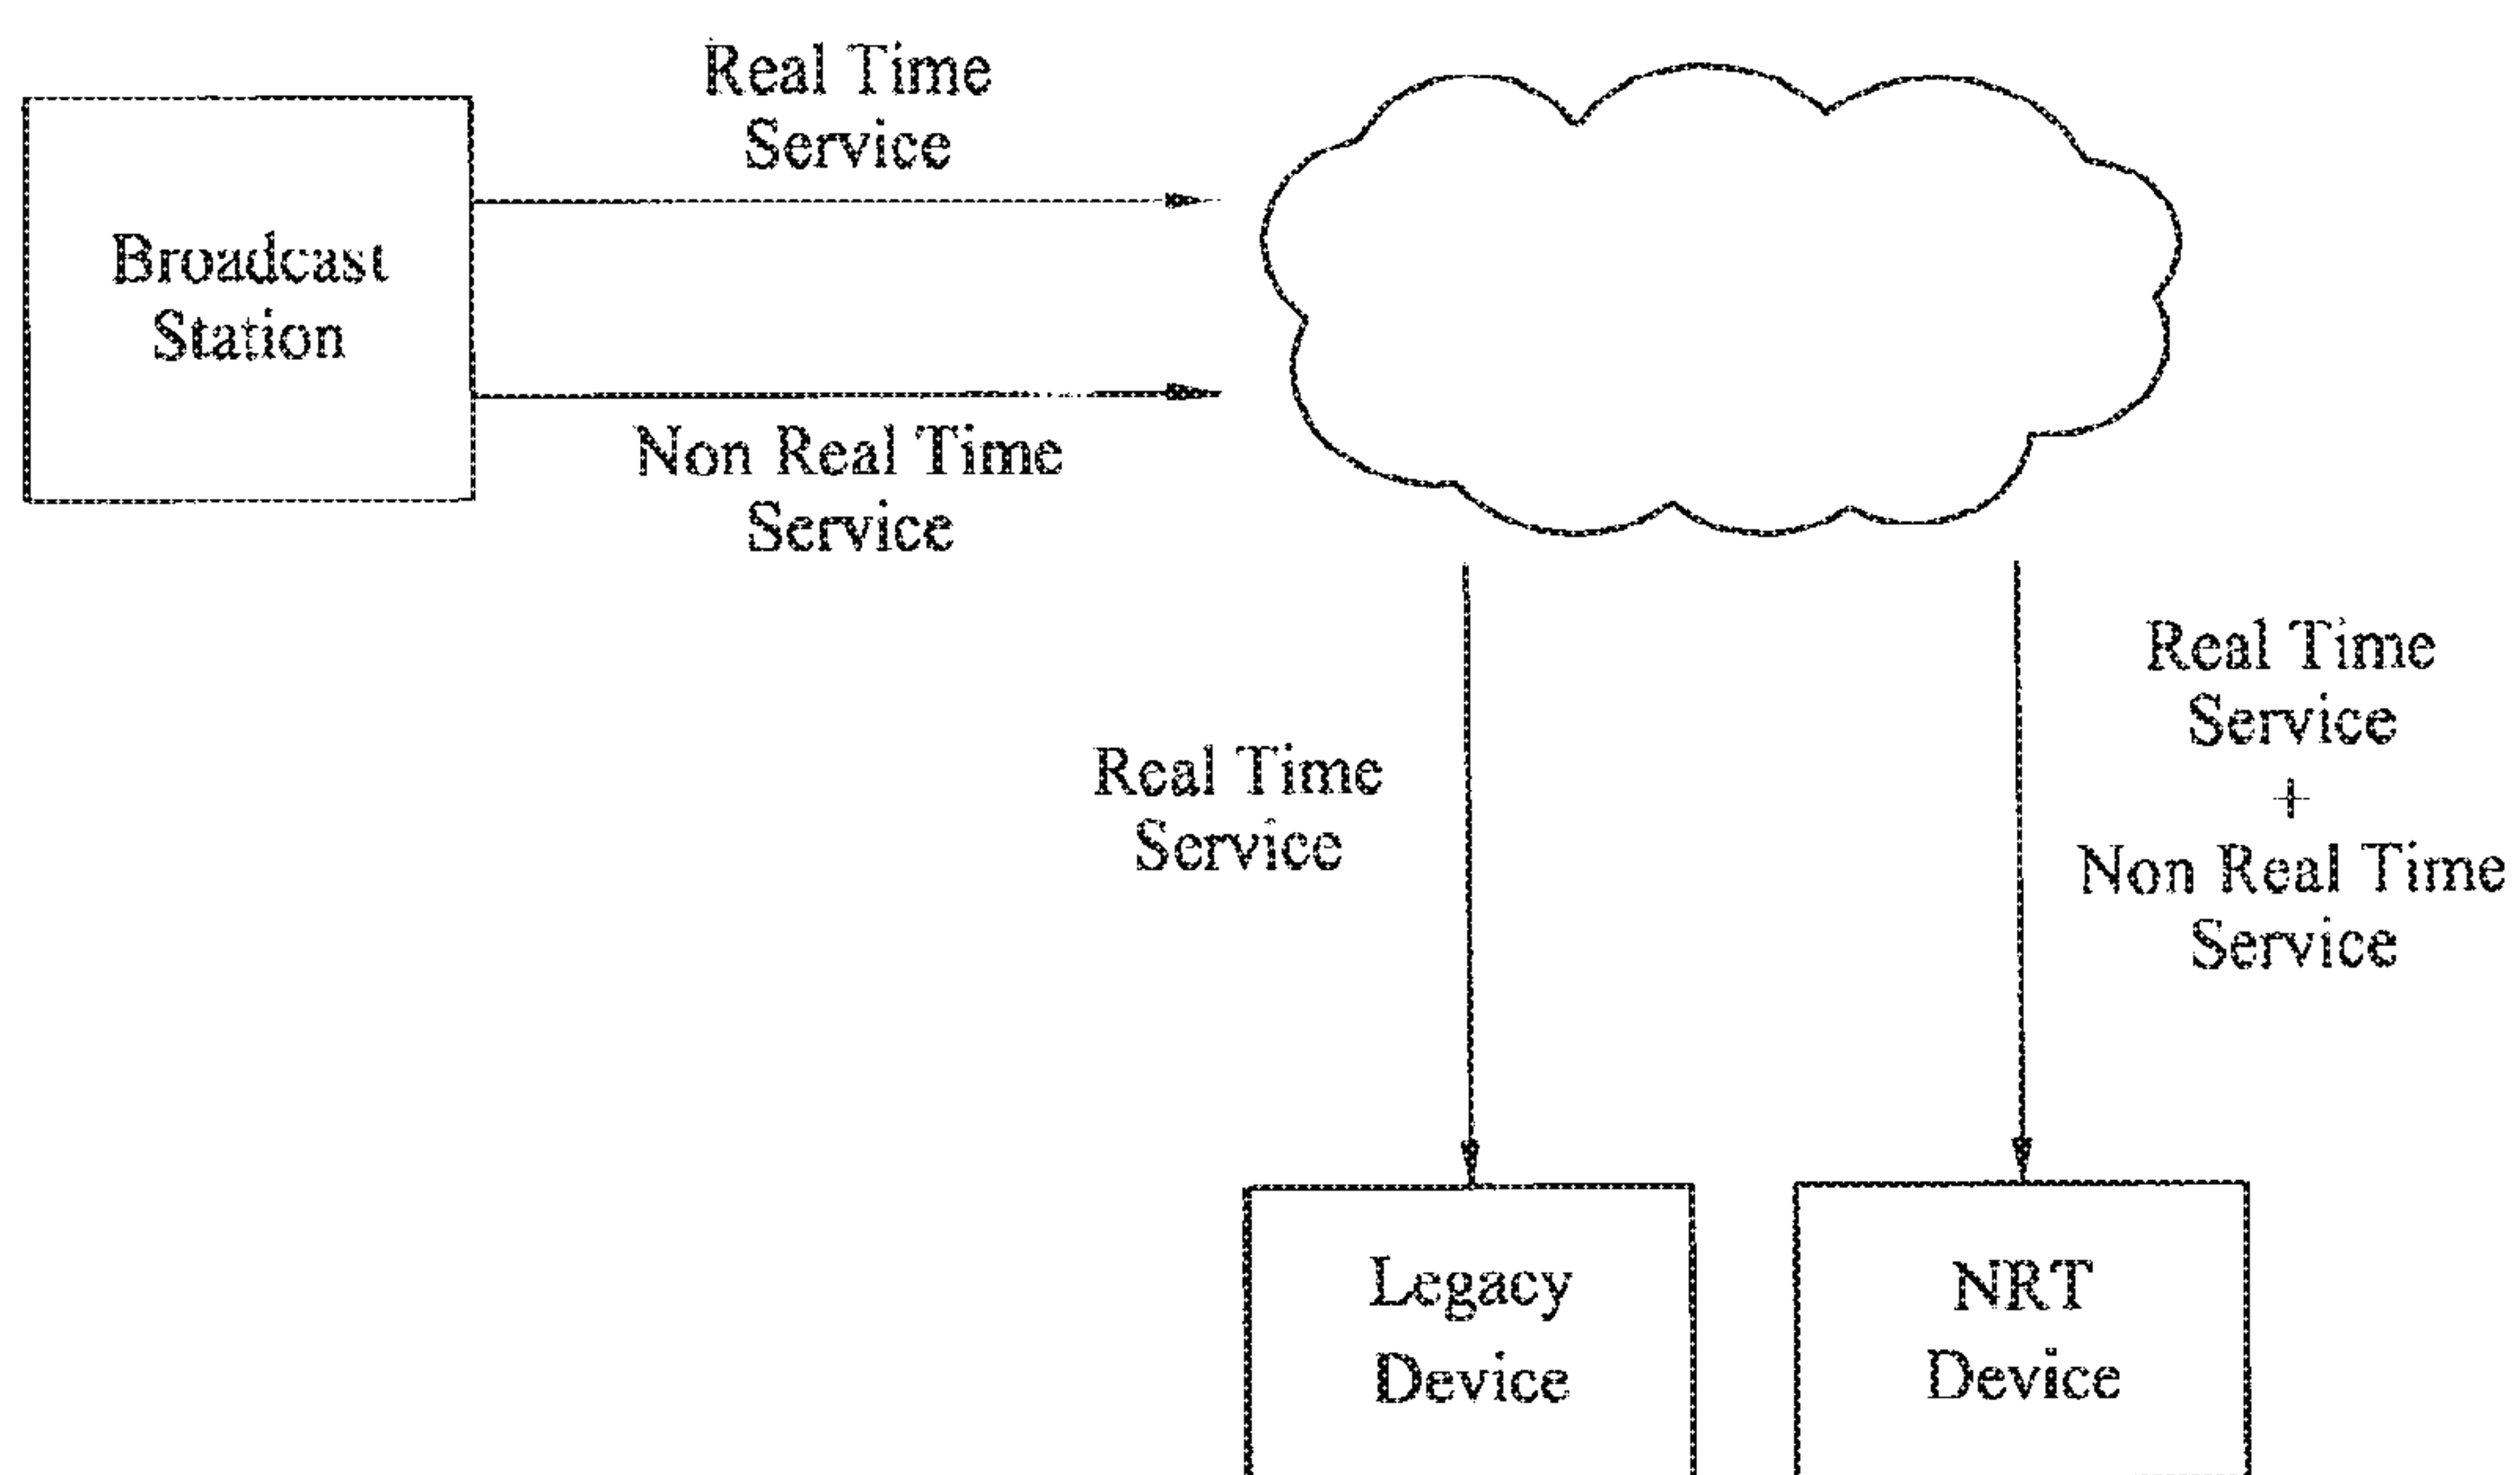 Real Time
Service
Broadcast
Station
Non Real Time
Service
Real Time
Service
Real Time
Service
+
Non Real Time
Service
Legacy
Device
NRT
Device